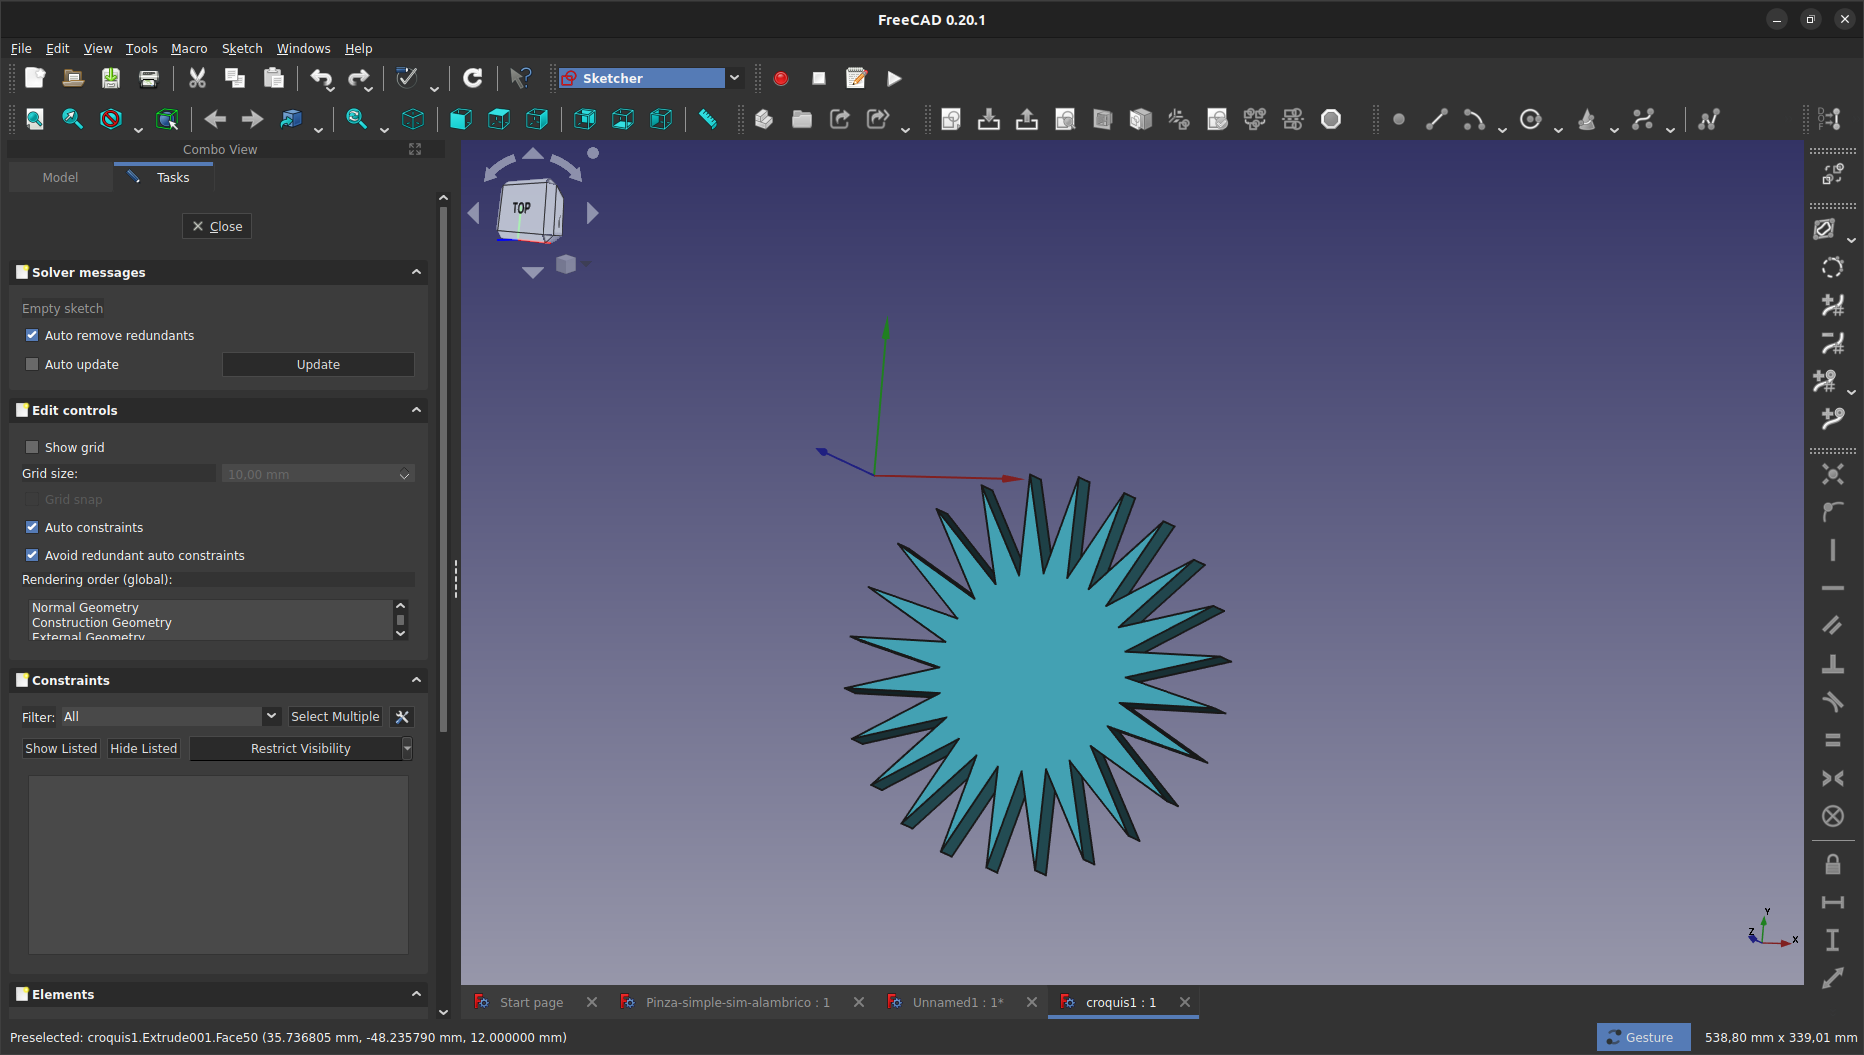 FreeCAD 0.20.1
File Edit View Tools Macro Sketch Windows Help
Sketcher
Combo View
Model
Tasks
TOP
Close
Solver messages
Empty sketch
Auto remove redundants
Auto update
Update
Edit controls
Show grid
Grid size:
10,00 mm
Grid snap
Auto constraints
Avoid redundant auto constraints
Rendering order (global):
Normal Geometry
Construction Geometry
External Geometry
Constraints
Filter: All
Select Multiple
Show Listed
Hide Listed
Restrict Visibility
Y
Z
X
Elements
Start page
Pinza-simple-sim-alambrico : 1
Unnamed1 : 1*
croquis1 : 1
Preselected: croquis1.Extrude001.Face50 (35.736805 mm, -48.235790 mm, 12.000000 mm)
Gesture
538,80 mm x 339,01 mm